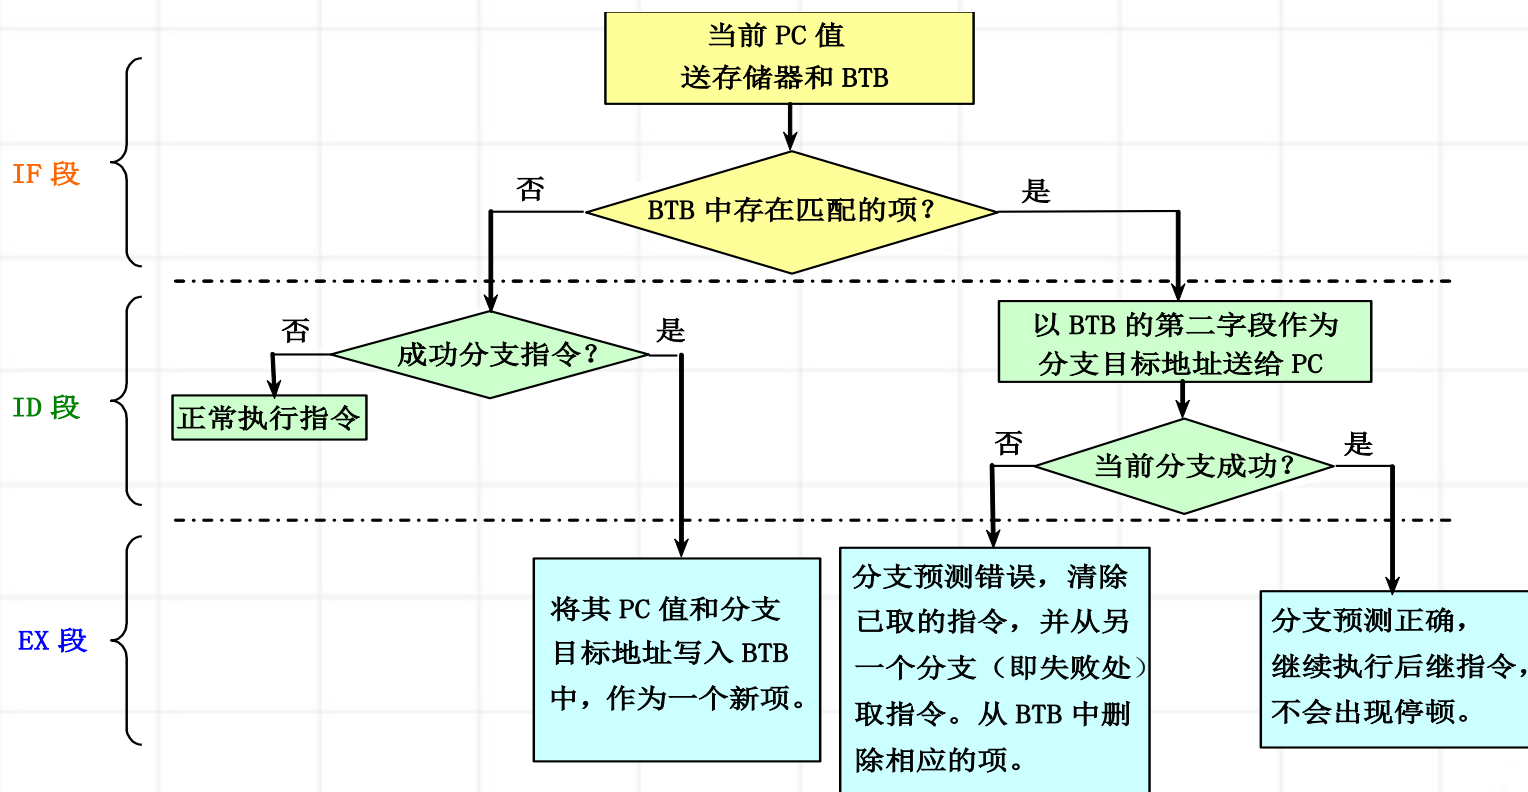 当前 PC 值
送存储器和 BTB
IF 段
否
是
BTB 中存在匹配的项？
否
是
成功分支指令？
以 BTB 的第二字段作为
分支目标地址送给 PC
ID 段
正常执行指令
否
是
当前分支成功？
EX 段
将其 PC 值和分支
目标地址写入 BTB
中，作为一个新项。
分支预测错误，清除
已取的指令，并从另
一个分支（即失败处）
取指令。从 BTB 中删
除相应的项。
分支预测正确，
继续执行后继指令，
不会出现停顿。